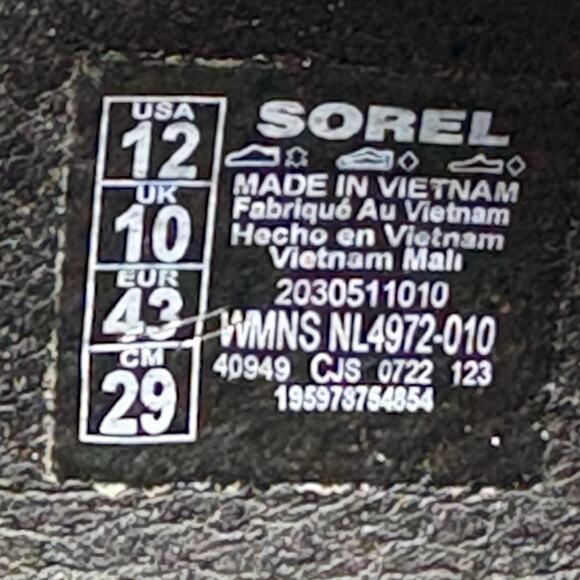 USA
12
UK
10
EUR
43
CM
29
SOREL
MADE IN VIETNAM
Fabriqué Au Vietnam
Hecho en Vietnam
Vietnam Malı
2030511010
WMNS NL4972-010
40949 CJS 0722 123
195978754854